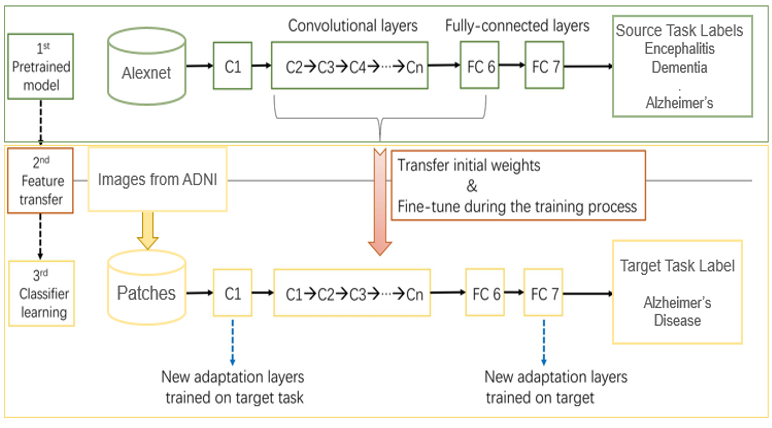 Convolutional layers
Fully-connected layers
1st
Pretrained
model
Alexnet
C1
C2→C3→C4→···→Cn
FC 6
FC 7
Source Task Labels
Encephalitis
Dementia
.
Alzheimer's
2nd
Feature
transfer
Images from ADNI
Transfer initial weights
&
Fine-tune during the training process
3rd
Classifier
learning
Patches
C1
C1→C2→C3→···→Cn
FC 6
FC 7
Target Task Label
Alzheimer's
Disease
New adaptation layers
trained on target task
New adaptation layers
trained on target